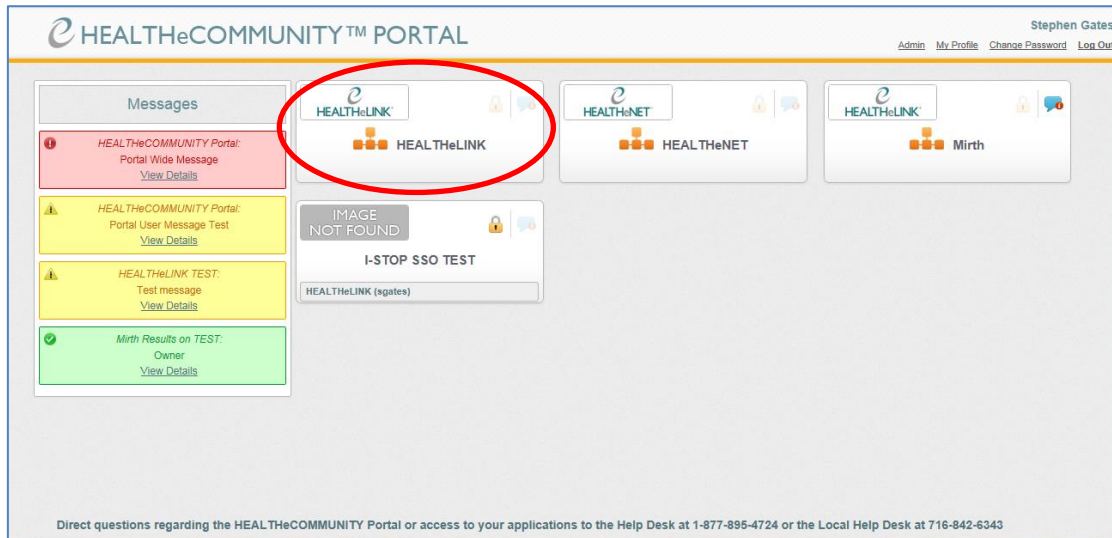 HEALTHeCOMMUNITY™ PORTAL
Stephen Gates
Admin My Profile Change Password Log Out
Messages
HEALTHeCOMMUNITY Portal:
Portal Wide Message
View Details
HEALTHeCOMMUNITY Portal:
Portal User Message Test
View Details
HEALTHeLINK TEST:
Test message
View Details
Mirth Results on TEST:
Owner
View Details
HEALTHeLINK
HEALTHeLINK
HEALTHeNET
HEALTHeNET
HEALTHeLINK
Mirth
IMAGE
NOT FOUND
I-STOP SSO TEST
HEALTHeLINK (sgates)
Direct questions regarding the HEALTHeCOMMUNITY Portal or access to your applications to the Help Desk at 1-877-895-4724 or the Local Help Desk at 716-842-6343